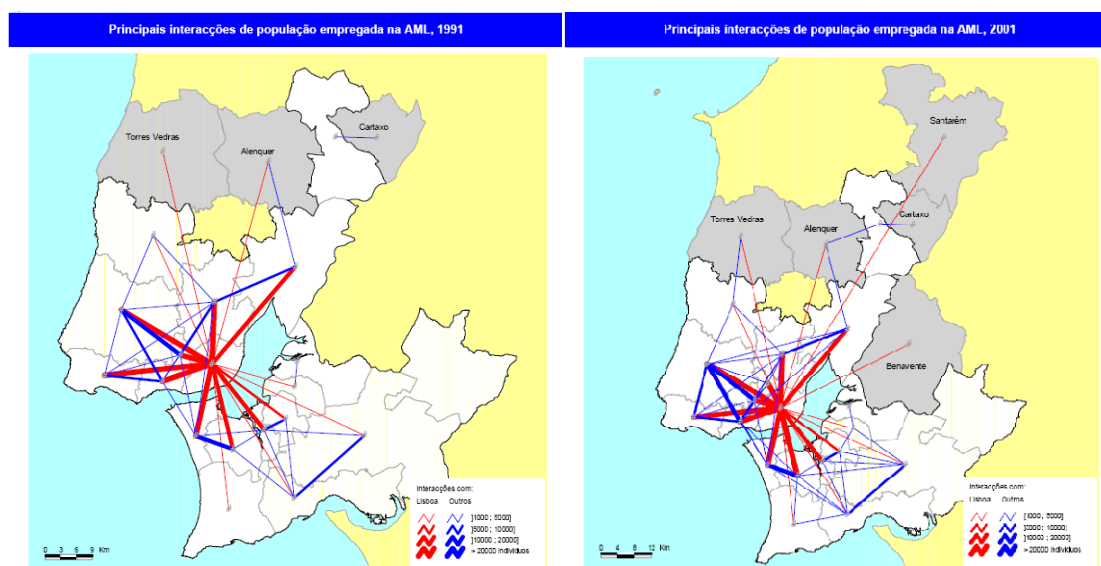 Principais interacções de população empregada na AML, 1991
Torres Vedras
Alenquer
Cartaxo
Interacções com:
Lisboa Outros
]1000 ; 5000]
]5000 ; 10000]
]10000 ; 20000]
> 20000 Indivíduos
0 3 6 9 Km
Principais interacções de população empregada na AML, 2001
Santarém
Torres Vedras
Alenquer
Cartaxo
Benavente
Interacções com:
Lisboa Outros
]1000 ; 5000]
]5000 ; 10000]
]10000 ; 20000]
> 20000 Indivíduos
0 4 8 12 Km